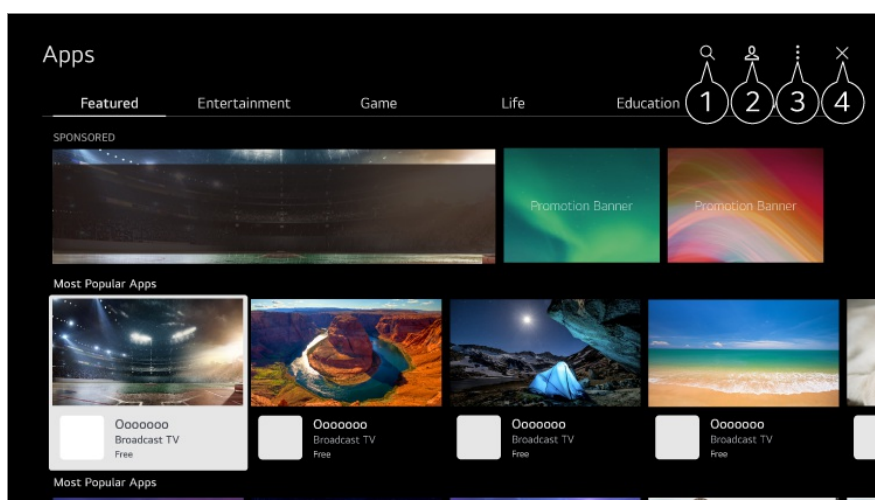 Apps
Featured Entertainment Game Life Education
1 2 3 4
SPONSORED
Promotion Banner Promotion Banner
Most Popular Apps
Ooooooo Ooooooo Ooooooo Ooooooo
Broadcast TV Broadcast TV Broadcast TV Broadcast TV
Free Free Free Free
Most Popular Apps